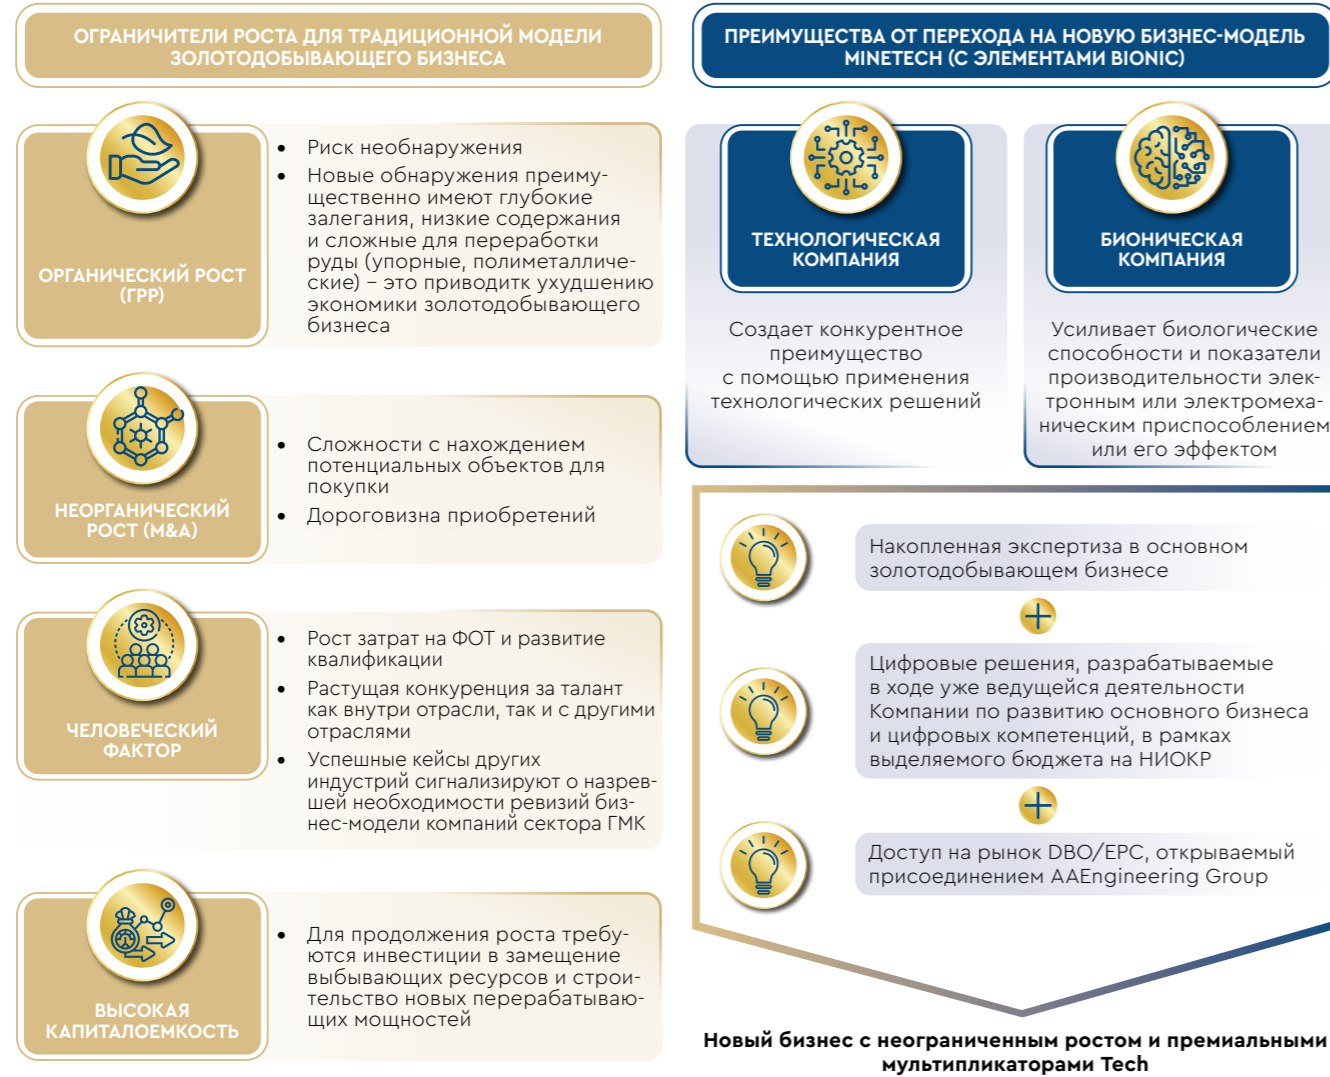 ОГРАНИЧИТЕЛИ РОСТА ДЛЯ ТРАДИЦИОННОЙ МОДЕЛИ
ЗОЛОТОДОБЫВАЮЩЕГО БИЗНЕСА
ОРГАНИЧЕСКИЙ РОСТ
(ГРР)
• Риск необнаружения
• Новые обнаружения преиму-
щественно имеют глубокие
залегания, низкие содержания
и сложные для переработки
руды (упорные, полиметалличе-
ские) – это приводитк ухудшению
экономики золотодобывающего
бизнеса
НЕОРГАНИЧЕСКИЙ
РОСТ (M&A)
• Сложности с нахождением
потенциальных объектов для
покупки
• Дороговизна приобретений
ЧЕЛОВЕЧЕСКИЙ
ФАКТОР
• Рост затрат на ФОТ и развитие
квалификации
• Растущая конкуренция за талант
как внутри отрасли, так и с другими
отраслями
• Успешные кейсы других
индустрий сигнализируют о назрев-
шей необходимости ревизий биз-
нес-модели компаний сектора ГМК
ВЫСОКАЯ
КАПИТАЛОЕМКОСТЬ
• Для продолжения роста требу-
ются инвестиции в замещение
выбывающих ресурсов и строи-
тельство новых перерабатываю-
щих мощностей
ПРЕИМУЩЕСТВА ОТ ПЕРЕХОДА НА НОВУЮ БИЗНЕС-МОДЕЛЬ
MINETECH (С ЭЛЕМЕНТАМИ BIONIC)
ТЕХНОЛОГИЧЕСКАЯ
КОМПАНИЯ
Создает конкурентное
преимущество
с помощью применения
технологических решений
БИОНИЧЕСКАЯ
КОМПАНИЯ
Усиливает биологические
способности и показатели
производительности элек-
тронным или электромеха-
ническим приспособлением
или его эффектом
Накопленная экспертиза в основном
золотодобывающем бизнесе
+
Цифровые решения, разрабатываемые
в ходе уже ведущейся деятельности
Компании по развитию основного бизнеса
и цифровых компетенций, в рамках
выделяемого бюджета на НИОКР
+
Доступ на рынок DBO/EPC, открываемый
присоединением AAEngineering Group
Новый бизнес с неограниченным ростом и премиальными
мультипликаторами Tech